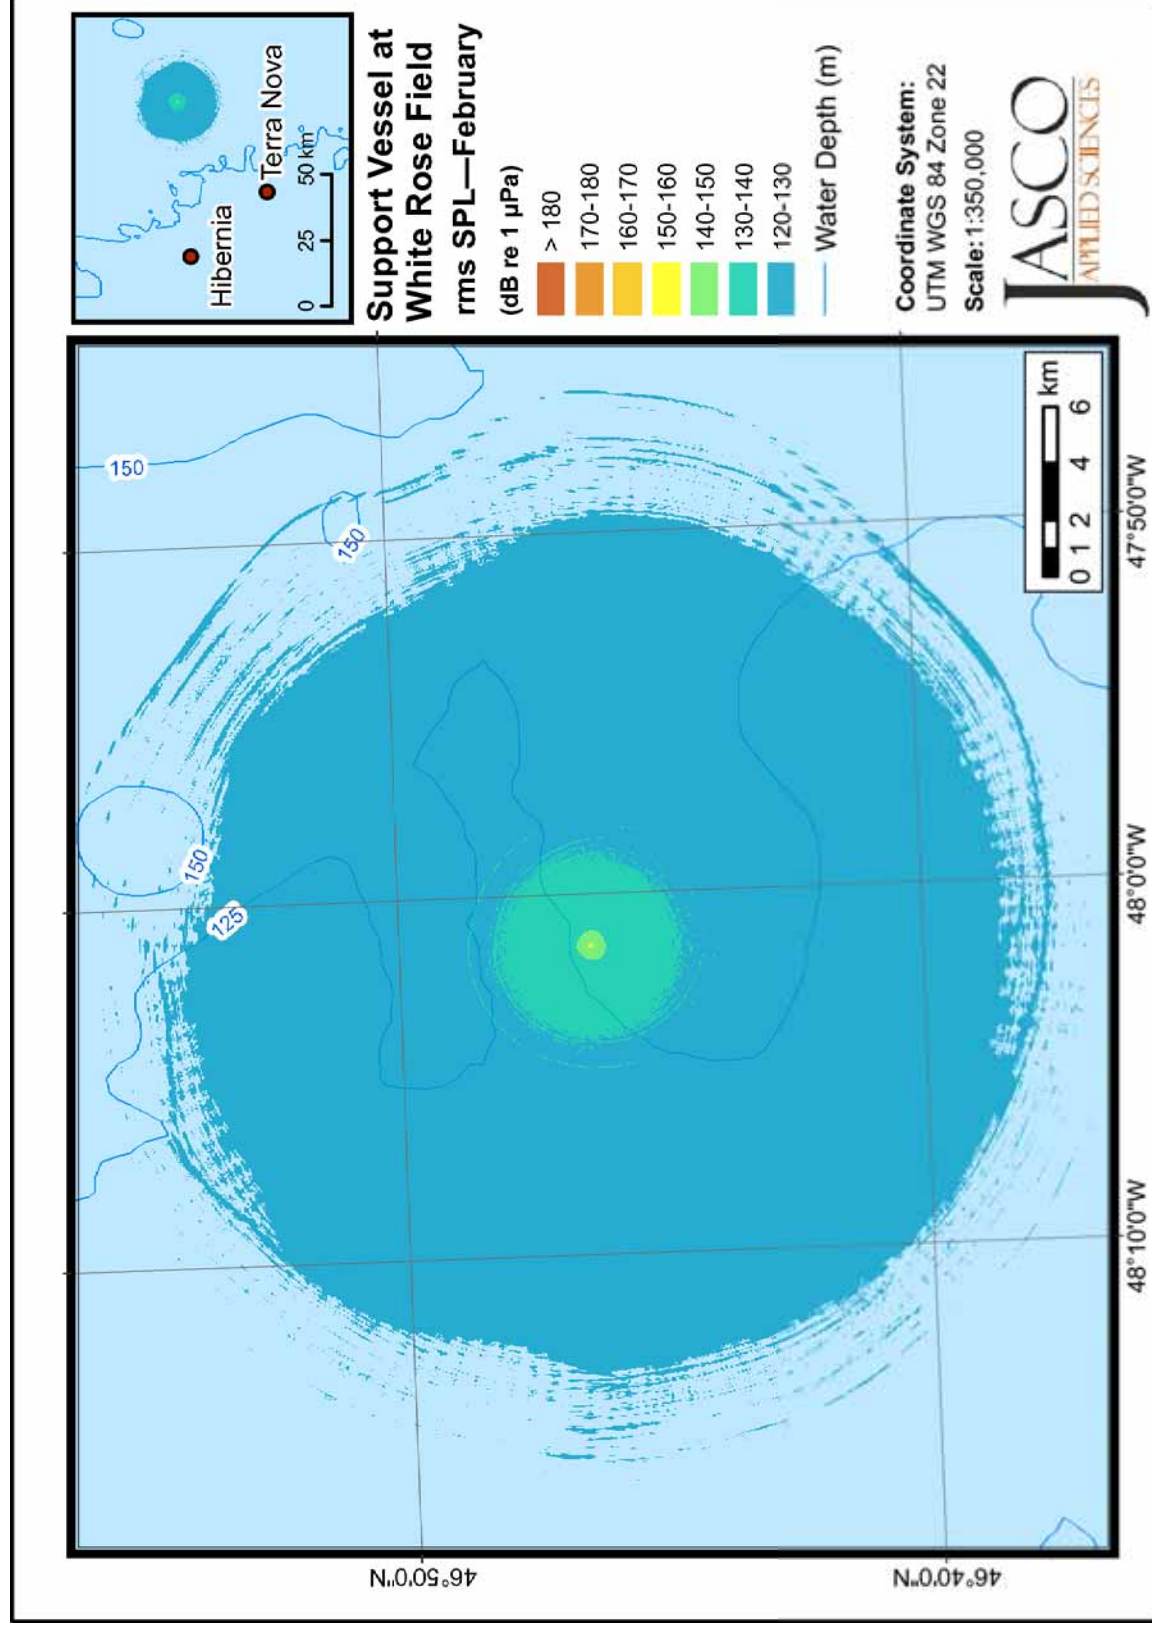 Hibernia
Terra Nova
0 25 50 km
Support Vessel at
White Rose Field
rms SPL—February
(dB re 1 µPa)
> 180
170-180
160-170
150-160
140-150
130-140
120-130
Water Depth (m)
Coordinate System:
UTM WGS 84 Zone 22
Scale:1:350,000
JASCO
APPLIED SCIENCES
150
150
150
125
0 1 2 4 6 km
46°50'0"N
46°40'0"N
48°10'0"W
48°0'0"W
47°50'0"W